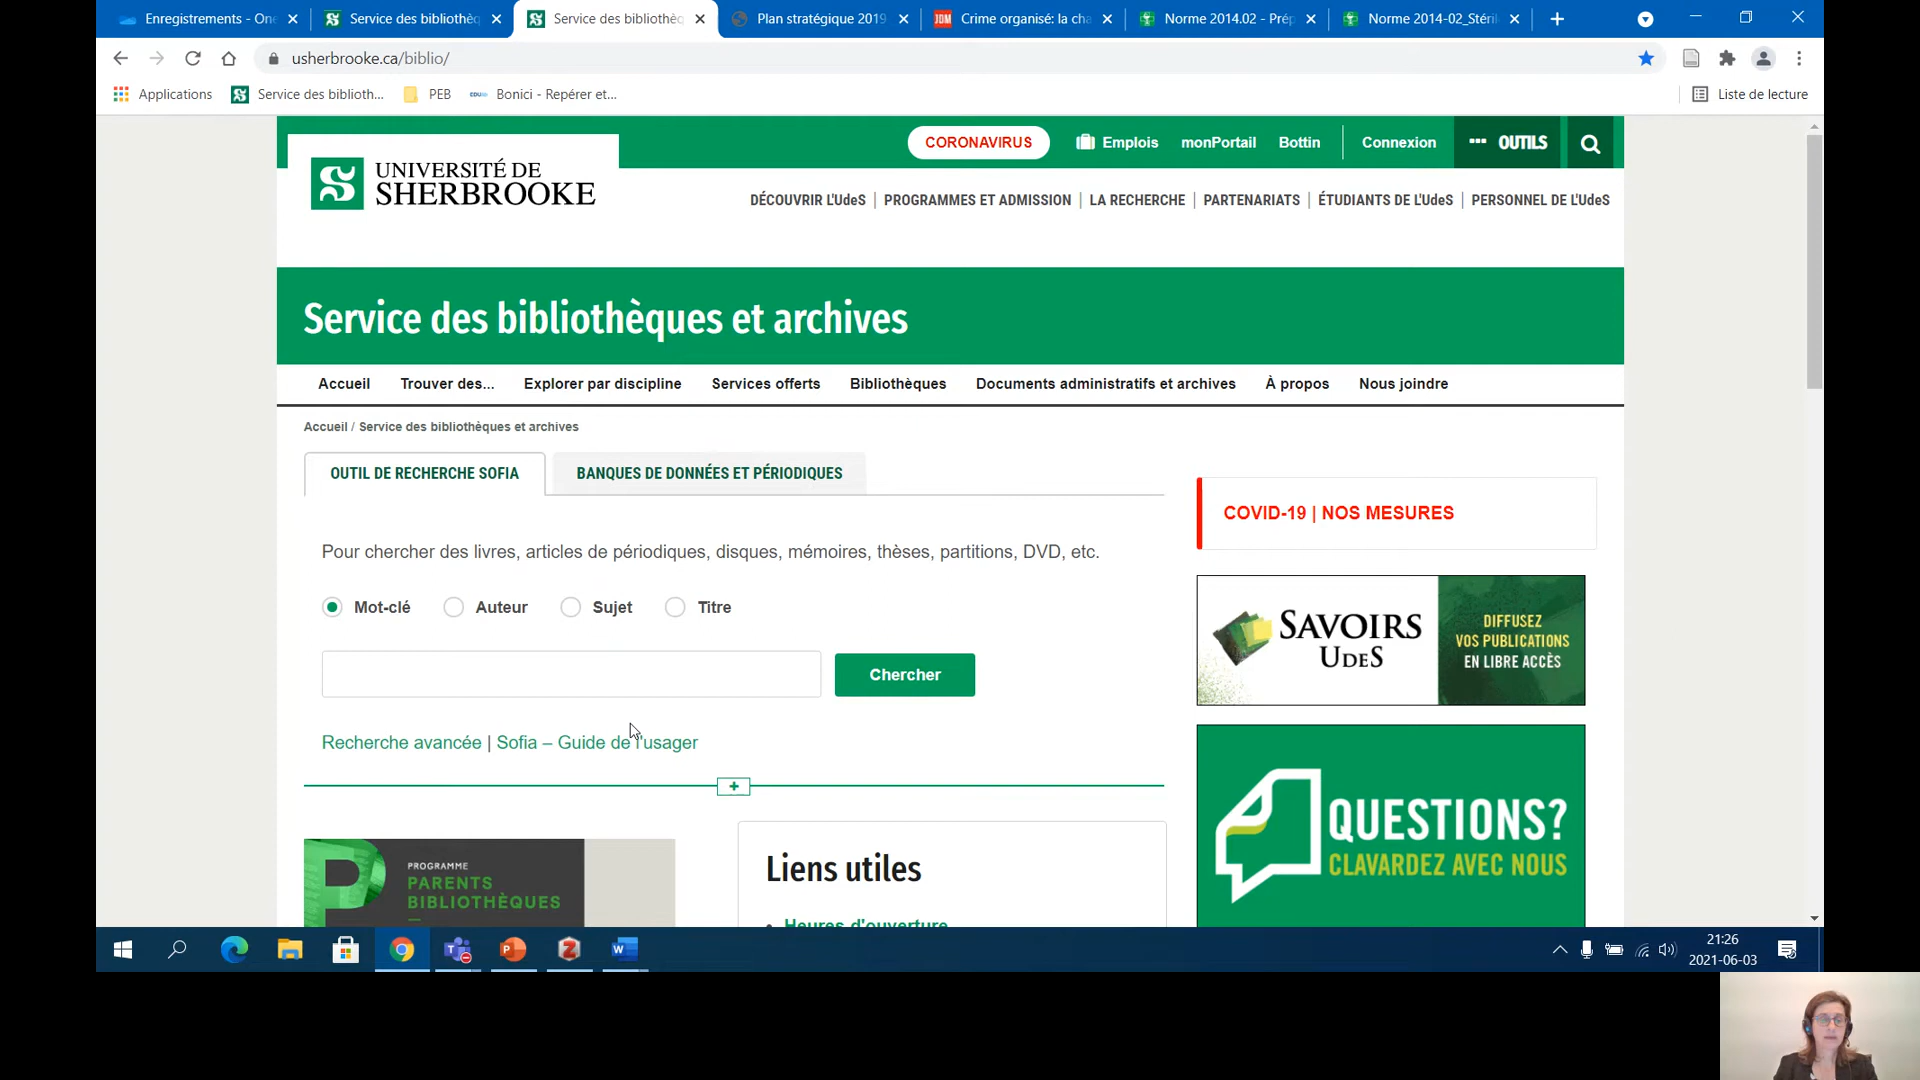 Enregistrements - One
Service des bibliothèq
Service des bibliothèq
Plan stratégique 2019
JDM Crime organisé: la cha
Norme 2014.02 - Prép
Norme 2014-02_Stéril
usherbrooke.ca/biblio/
Applications
Service des biblioth...
PEB
EDUM Bonici - Repérer et...
Liste de lecture
CORONAVIRUS
Emplois
monPortail
Bottin
Connexion
OUTILS
UNIVERSITÉ DE
SHERBROOKE
DÉCOUVRIR L'UdeS | PROGRAMMES ET ADMISSION | LA RECHERCHE | PARTENARIATS | ÉTUDIANTS DE L'UdeS | PERSONNEL DE L'UdeS
Service des bibliothèques et archives
Accueil Trouver des... Explorer par discipline Services offerts Bibliothèques Documents administratifs et archives À propos Nous joindre
Accueil / Service des bibliothèques et archives
OUTIL DE RECHERCHE SOFIA
BANQUES DE DONNÉES ET PÉRIODIQUES
Pour chercher des livres, articles de périodiques, disques, mémoires, thèses, partitions, DVD, etc.
Mot-clé Auteur Sujet Titre
Chercher
Recherche avancée | Sofia – Guide de l'usager
+
PROGRAMME
PARENTS
BIBLIOTHÈQUES
Liens utiles
Heures d'ouverture
COVID-19 | NOS MESURES
SAVOIRS
UDES
DIFFUSEZ
VOS PUBLICATIONS
EN LIBRE ACCÈS
QUESTIONS?
CLAVARDEZ AVEC NOUS
21:26
2021-06-03